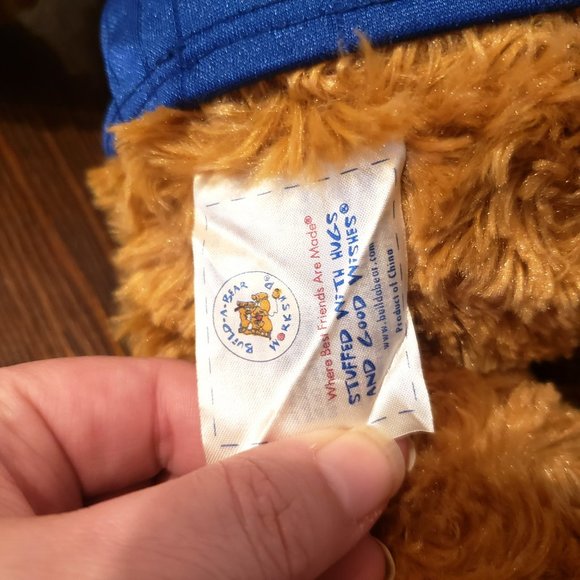 BUILD-A-BEAR
WORKSHOP®
Where Best Friends Are Made®
STUFFED WITH HUGS
AND GOOD WISHES®
www.buildabear.com
Product of China